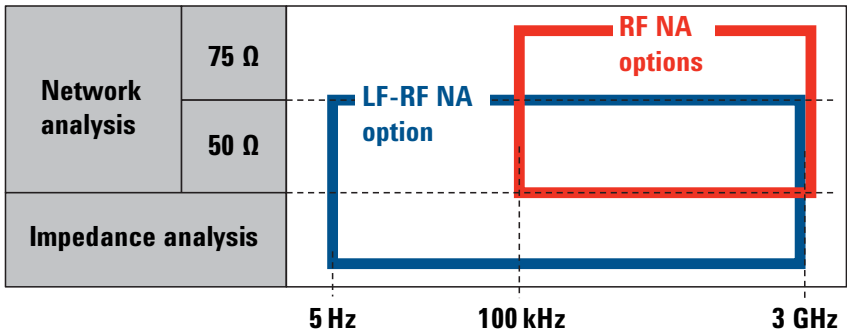 Network
analysis
75 Ω
50 Ω
Impedance analysis
RF NA
options
LF-RF NA
option
5 Hz
100 kHz
3 GHz